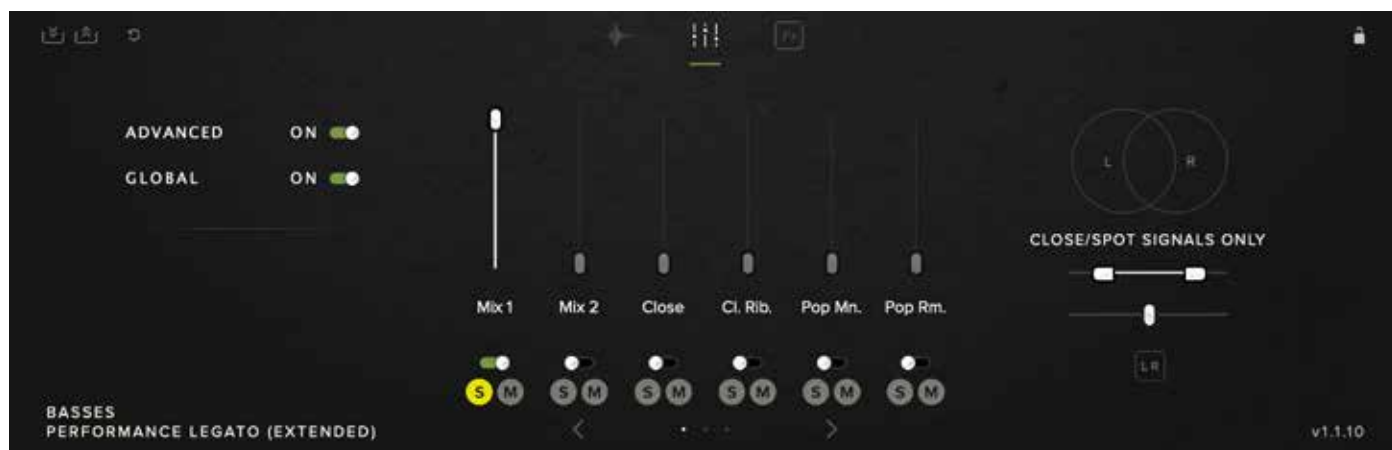 Fx
ADVANCED ON
GLOBAL ON
L R
CLOSE/SPOT SIGNALS ONLY
Mix 1 Mix 2 Close Cl. Rib. Pop Mn. Pop Rm.
S M S M S M S M S M S M
LR
BASSES
PERFORMANCE LEGATO (EXTENDED)
v1.1.10